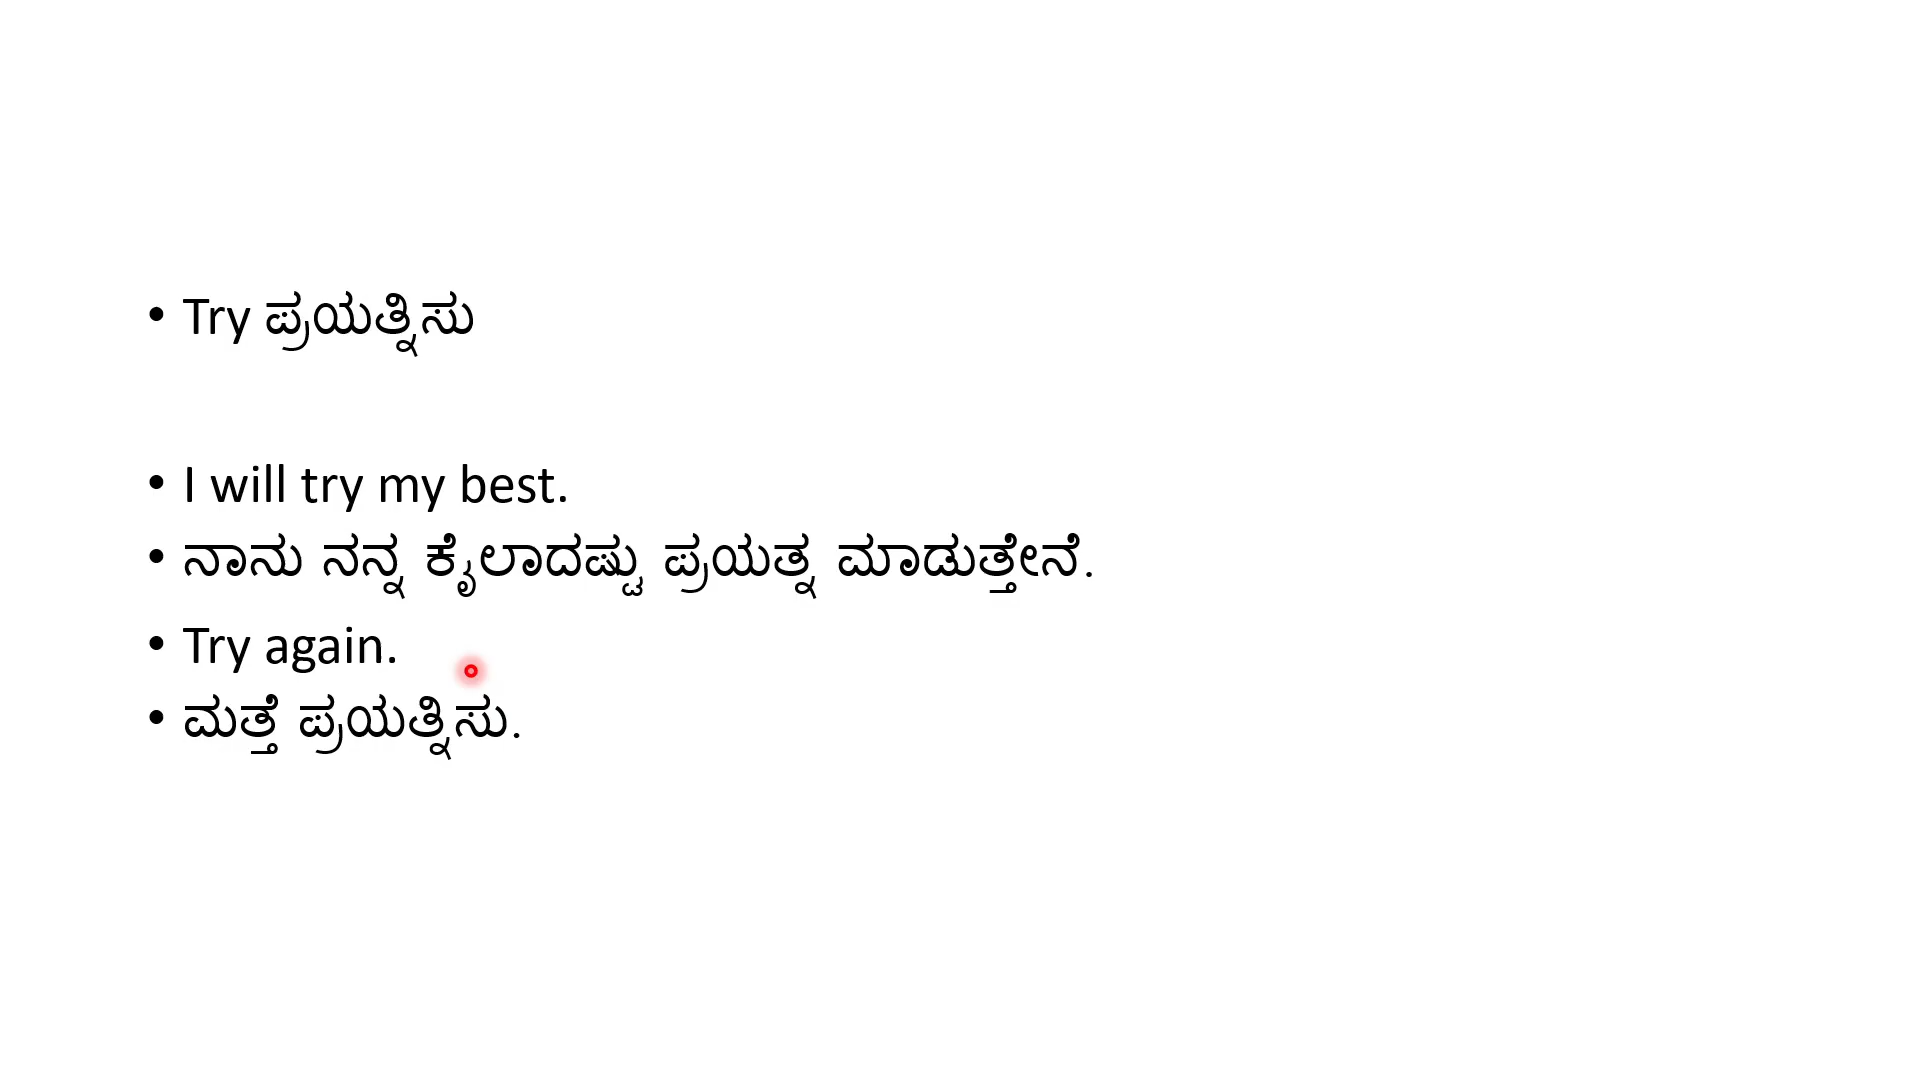 • Try ಪ್ರಯತ್ನಿಸು
• I will try my best.
• ನಾನು ನನ್ನ ಕೈಲಾದಷ್ಟು ಪ್ರಯತ್ನ ಮಾಡುತ್ತೇನೆ.
• Try again.
• ಮತ್ತೆ ಪ್ರಯತ್ನಿಸು.